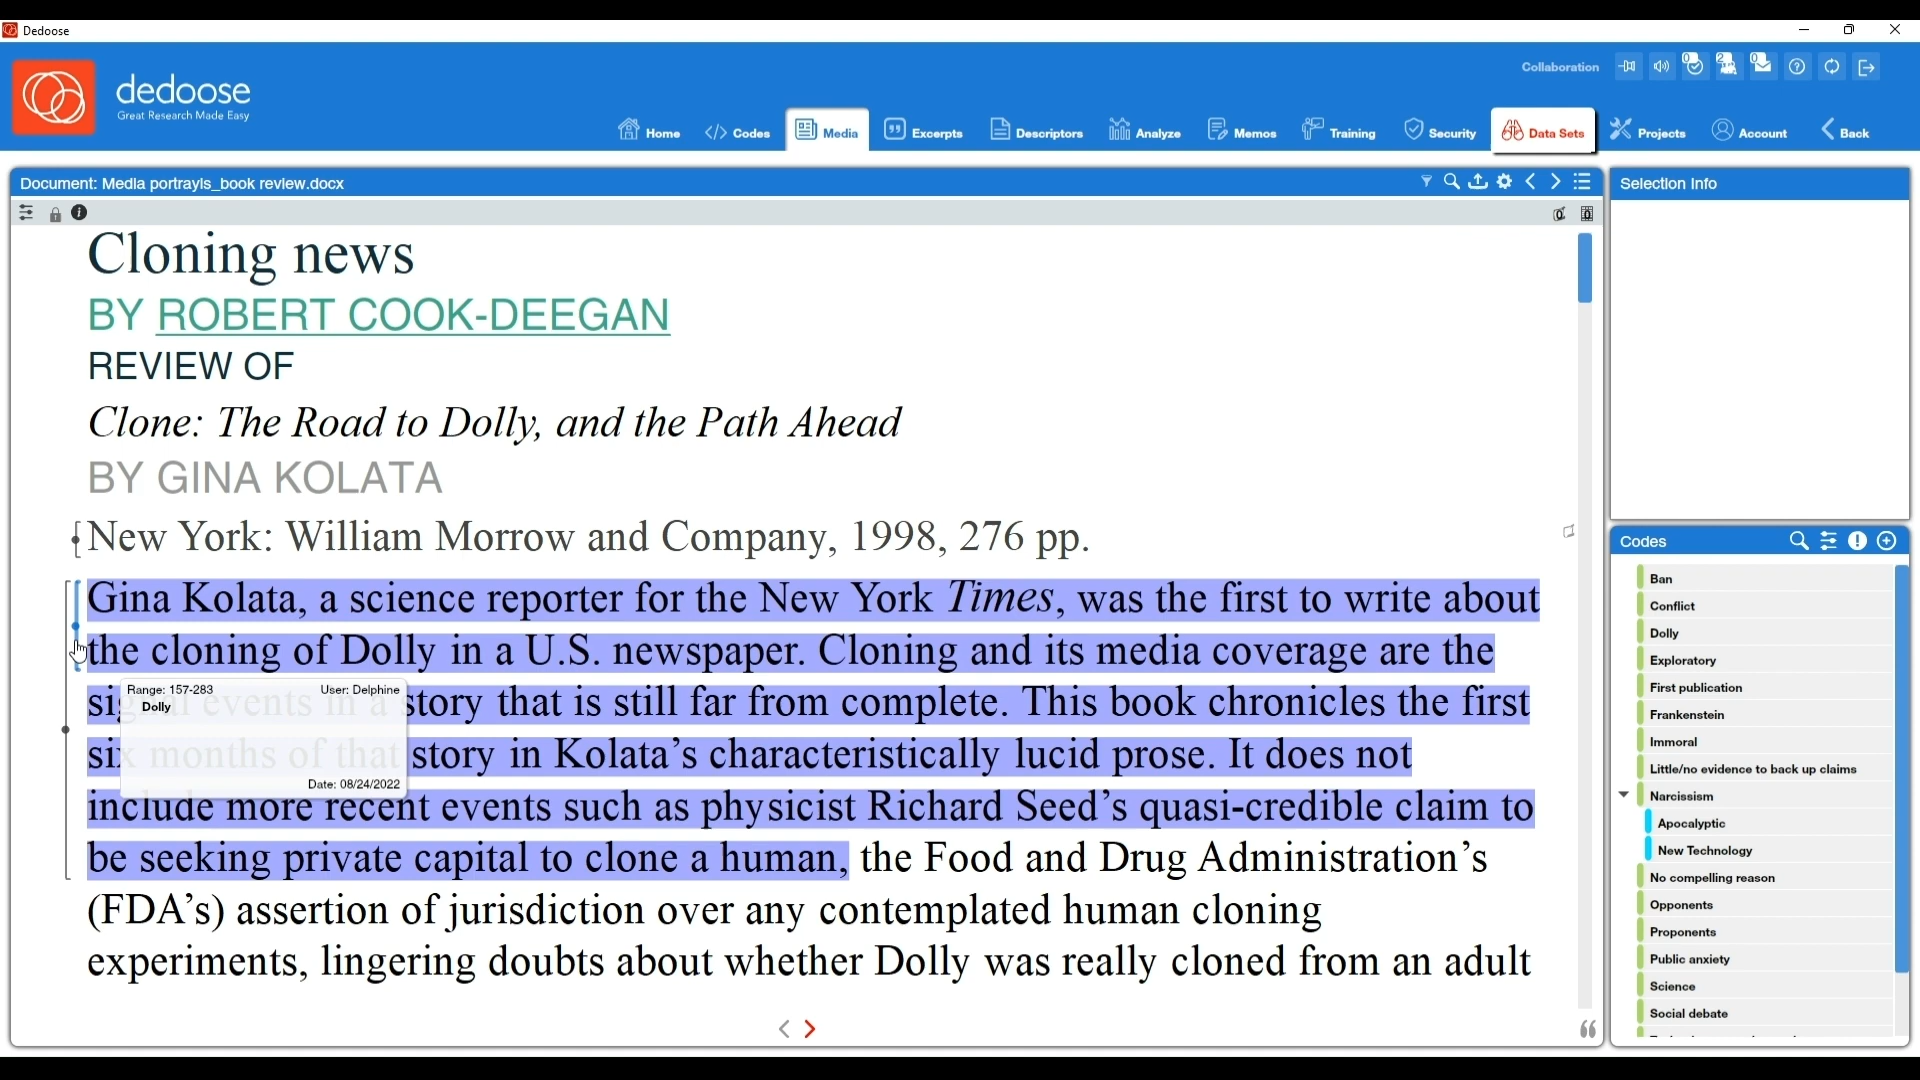 Dedoose
dedoose
Great Research Made Easy
Collaboration
0
2
0
Home
Codes
Media
Excerpts
Descriptors
Analyze
Memos
Training
Security
Data Sets
Projects
Account
Back
Document: Media portrayls_book review.docx
Selection Info
Cloning news
BY ROBERT COOK-DEEGAN
REVIEW OF
Clone: The Road to Dolly, and the Path Ahead
BY GINA KOLATA
New York: William Morrow and Company, 1998, 276 pp.
Gina Kolata, a science reporter for the New York Times, was the first to write about
the cloning of Dolly in a U.S. newspaper. Cloning and its media coverage are the
signal events in a story that is still far from complete. This book chronicles the first
six months of that story in Kolata’s characteristically lucid prose. It does not
include more recent events such as physicist Richard Seed’s quasi-credible claim to
be seeking private capital to clone a human, the Food and Drug Administration’s
(FDA’s) assertion of jurisdiction over any contemplated human cloning
experiments, lingering doubts about whether Dolly was really cloned from an adult
Range: 157-283 User: Delphine
Dolly
Date: 08/24/2022
Codes
Ban
Conflict
Dolly
Exploratory
First publication
Frankenstein
Immoral
Little/no evidence to back up claims
Narcissism
Apocalyptic
New Technology
No compelling reason
Opponents
Proponents
Public anxiety
Science
Social debate